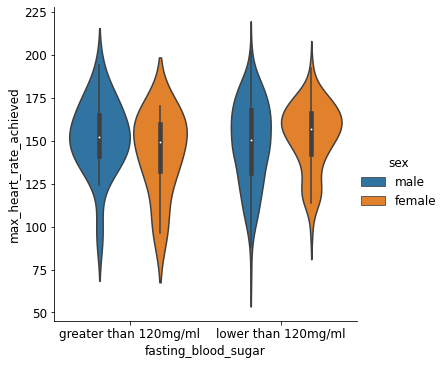 225
200
175
150
125
100
75
50
max_heart_rate_achieved
greater than 120mg/ml
lower than 120mg/ml
fasting_blood_sugar
sex
male
female